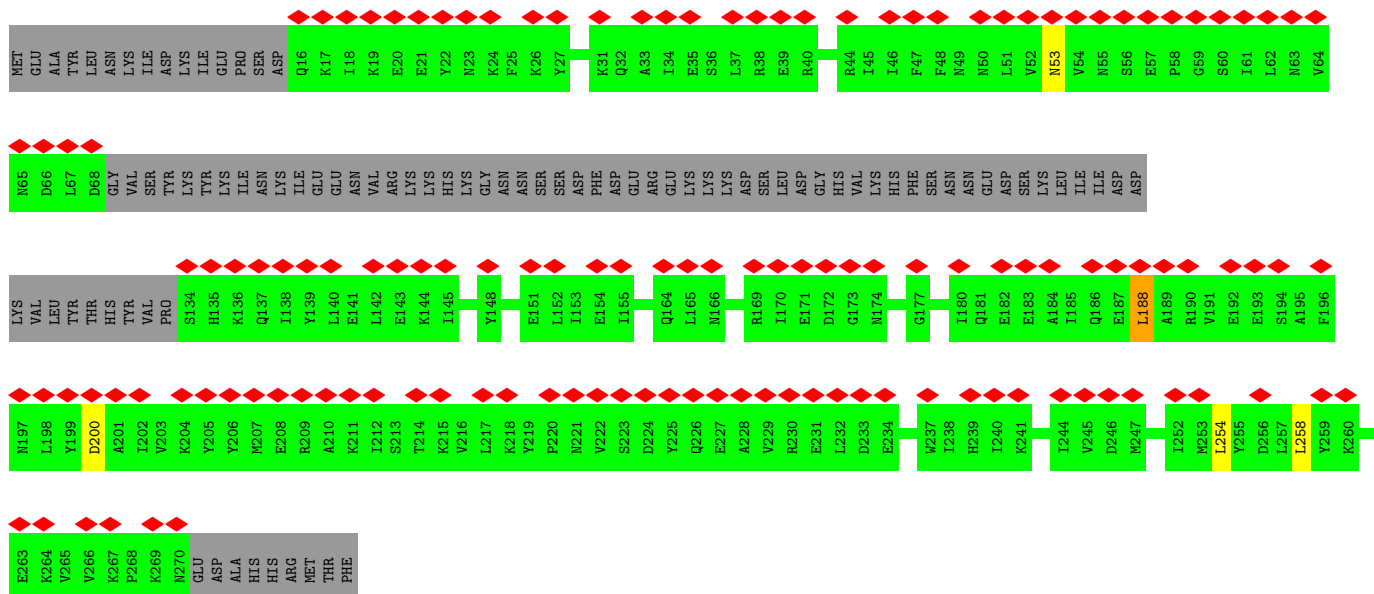 MET GLU ALA TYR LEU ASN LYS ILE ASP LYS ILE GLU PRO SER ASP Q16 K17 I18 K19 E20 E21 Y22 N23 K24 F25 K26 Y27 K31 Q32 A33 I34 E35 S36 L37 R38 E39 R40 R44 I45 I46 F47 F48 N49 N50 L51 V52 N53 V54 N55 S56 E57 P58 G59 S60 I61 L62 N63 V64
N65 D66 L67 D68 GLY VAL SER TYR LYS TYR LYS ILE ASN LYS ILE GLU GLU ASN VAL ARG LYS LYS HIS LYS GLY ASN ASN SER SER ASP PHE ASP GLU ARG GLU LYS LYS LYS ASP SER LEU ASP GLY HIS VAL LYS HIS PHE SER ASN ASN GLU ASP SER LYS LEU ILE ILE ASP ASP
LYS VAL LEU TYR THR HIS TYR VAL PRO S134 H135 K136 Q137 I138 Y139 L140 E141 L142 E143 K144 I145 Y148 E151 L152 I153 E154 I155 Q164 L165 N166 R169 I170 E171 D172 G173 N174 G177 I180 Q181 E182 E183 A184 I185 Q186 E187 L188 A189 R190 V191 E192 E193 S194 A195 F196
N197 L198 Y199 D200 A201 I202 V203 K204 Y205 Y206 M207 E208 R209 A210 K211 I212 S213 T214 K215 V216 L217 K218 Y219 P220 N221 V222 S223 D224 Y225 Q226 E227 A228 V229 R230 E231 L232 D233 E234 W237 I238 H239 I240 K241 I244 V245 D246 M247 I252 M253 L254 Y255 D256 L257 L258 Y259 K260
E263 K264 V265 V266 K267 P268 K269 N270 GLU ASP ALA HIS HIS ARG MET THR PHE